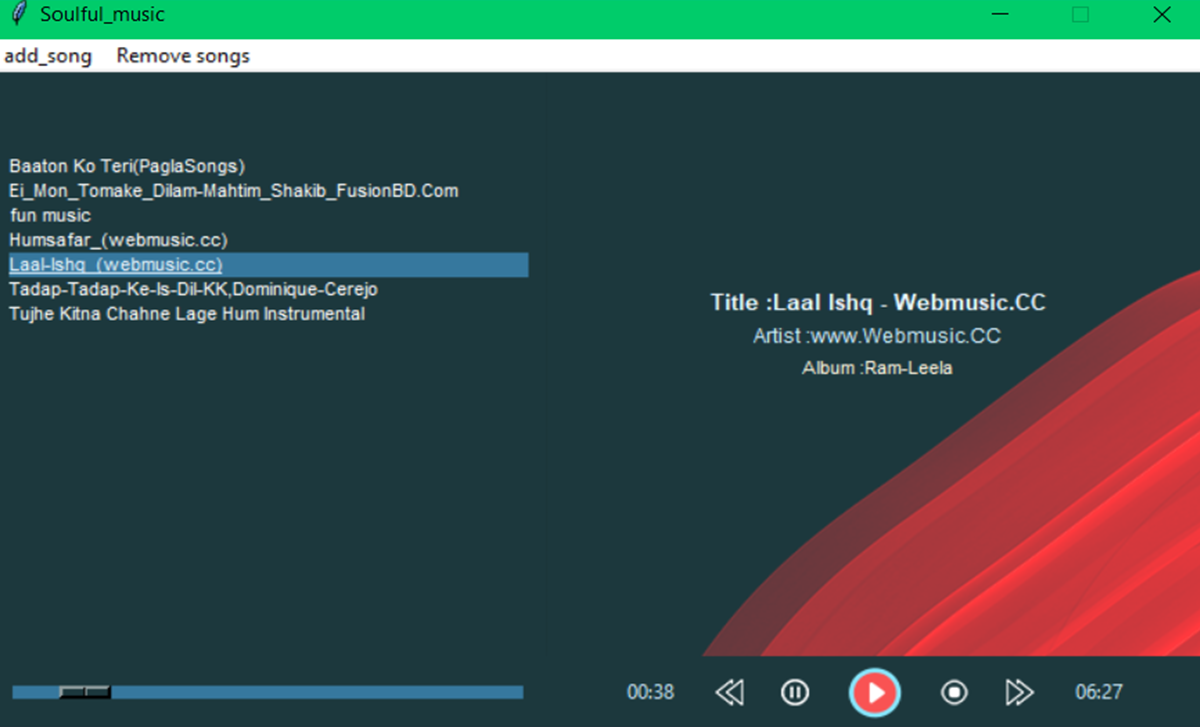 Soulful_music
add_song Remove songs
Baaton Ko Teri(PaglaSongs)
Ei_Mon_Tomake_Dilam-Mahtim_Shakib_FusionBD.Com
fun music
Humsafar_(webmusic.cc)
Laal-Ishq_(webmusic.cc)
Tadap-Tadap-Ke-Is-Dil-KK,Dominique-Cerejo
Tujhe Kitna Chahne Lage Hum Instrumental
Title :Laal Ishq - Webmusic.CC
Artist :www.Webmusic.CC
Album :Ram-Leela
00:38 06:27